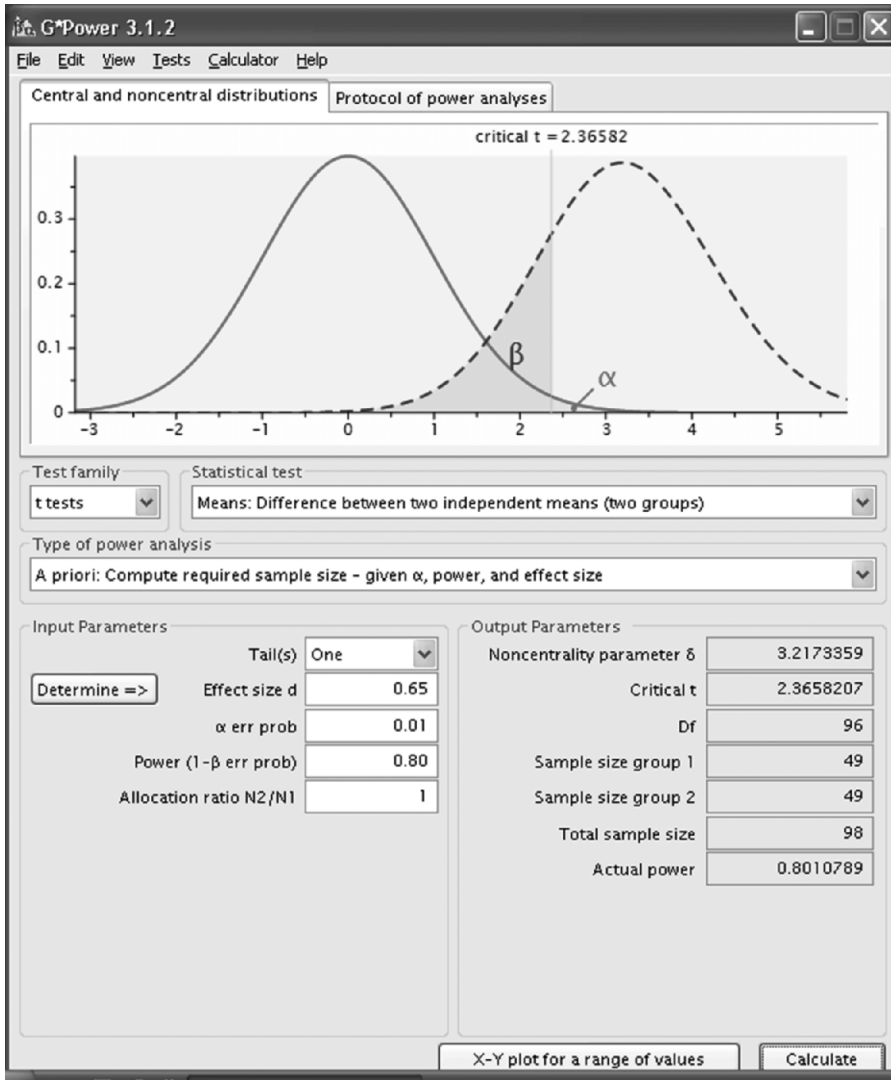 G*Power 3.1.2
File Edit View Tests Calculator Help
Central and noncentral distributions Protocol of power analyses
critical t = 2.36582
0.3
0.2
0.1
0
β
α
-3 -2 -1 0 1 2 3 4 5
Test family Statistical test
t tests Means: Difference between two independent means (two groups)
Type of power analysis
A priori: Compute required sample size - given α, power, and effect size
Input Parameters
Tail(s) One
Determine => Effect size d 0.65
α err prob 0.01
Power (1-β err prob) 0.80
Allocation ratio N2/N1 1
Output Parameters
Noncentrality parameter δ 3.2173359
Critical t 2.3658207
Df 96
Sample size group 1 49
Sample size group 2 49
Total sample size 98
Actual power 0.8010789
X-Y plot for a range of values Calculate